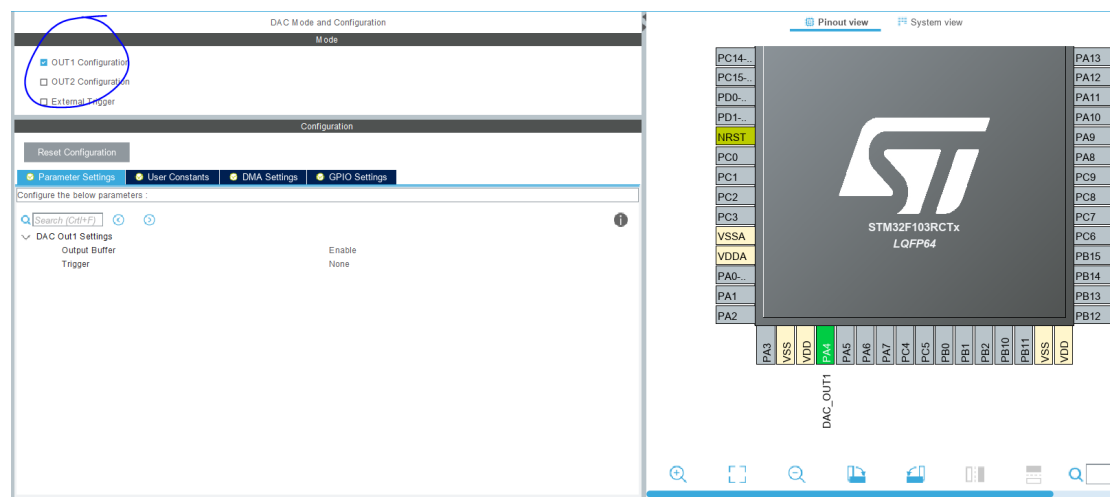 DAC Mode and Configuration
Mode
OUT1 Configuration
OUT2 Configuration
External Trigger
Configuration
Reset Configuration
Parameter Settings
User Constants
DMA Settings
GPIO Settings
Configure the below parameters :
Search (Crtl+F)
DAC Out1 Settings
Output Buffer Enable
Trigger None
Pinout view
System view
PC14-..
PC15-..
PD0-..
PD1-..
NRST
PC0
PC1
PC2
PC3
VSSA
VDDA
PA0-..
PA1
PA2
STM32F103RCTx
LQFP64
PA13
PA12
PA11
PA10
PA9
PA8
PC9
PC8
PC7
PC6
PB15
PB14
PB13
PB12
PA3
VSS
VDD
PA4
PA5
PA6
PA7
PC4
PC5
PB0
PB1
PB2
PB10
PB11
VSS
VDD
DAC_OUT1